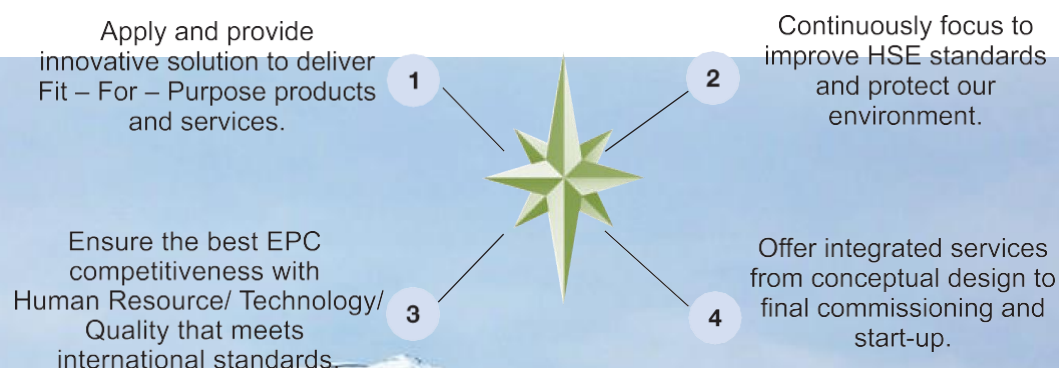 1
Apply and provide
innovative solution to deliver
Fit – For – Purpose products
and services.
2
Continuously focus to
improve HSE standards
and protect our
environment.
3
Ensure the best EPC
competitiveness with
Human Resource/ Technology/
Quality that meets
international standards.
4
Offer integrated services
from conceptual design to
final commissioning and
start-up.